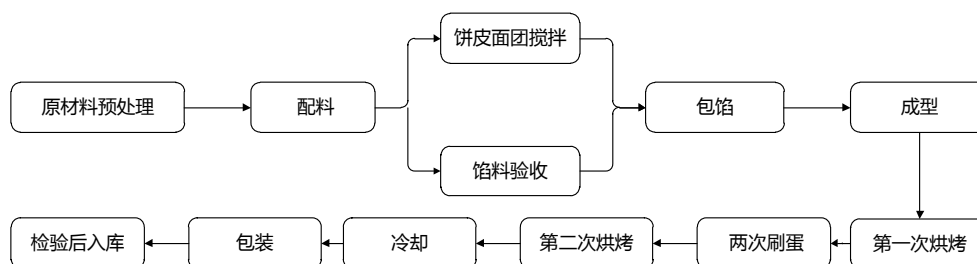 原材料预处理
配料
饼皮面团搅拌
馅料验收
包馅
成型
第一次烘烤
两次刷蛋
第二次烘烤
冷却
包装
检验后入库